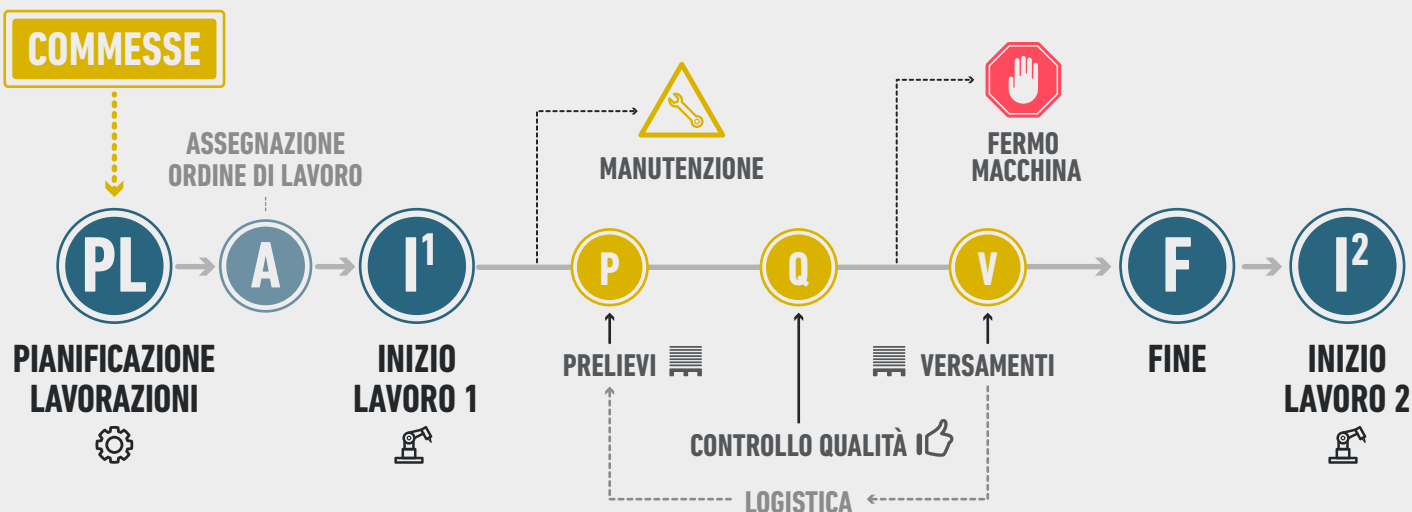 COMMESSE
ASSEGNAZIONE
ORDINE DI LAVORO
MANUTENZIONE
FERMO
MACCHINA
PL
A
I¹
P
Q
V
F
I²
PIANIFICAZIONE
LAVORAZIONI
INIZIO
LAVORO 1
PRELIEVI
VERSAMENTI
FINE
INIZIO
LAVORO 2
CONTROLLO QUALITÀ
LOGISTICA